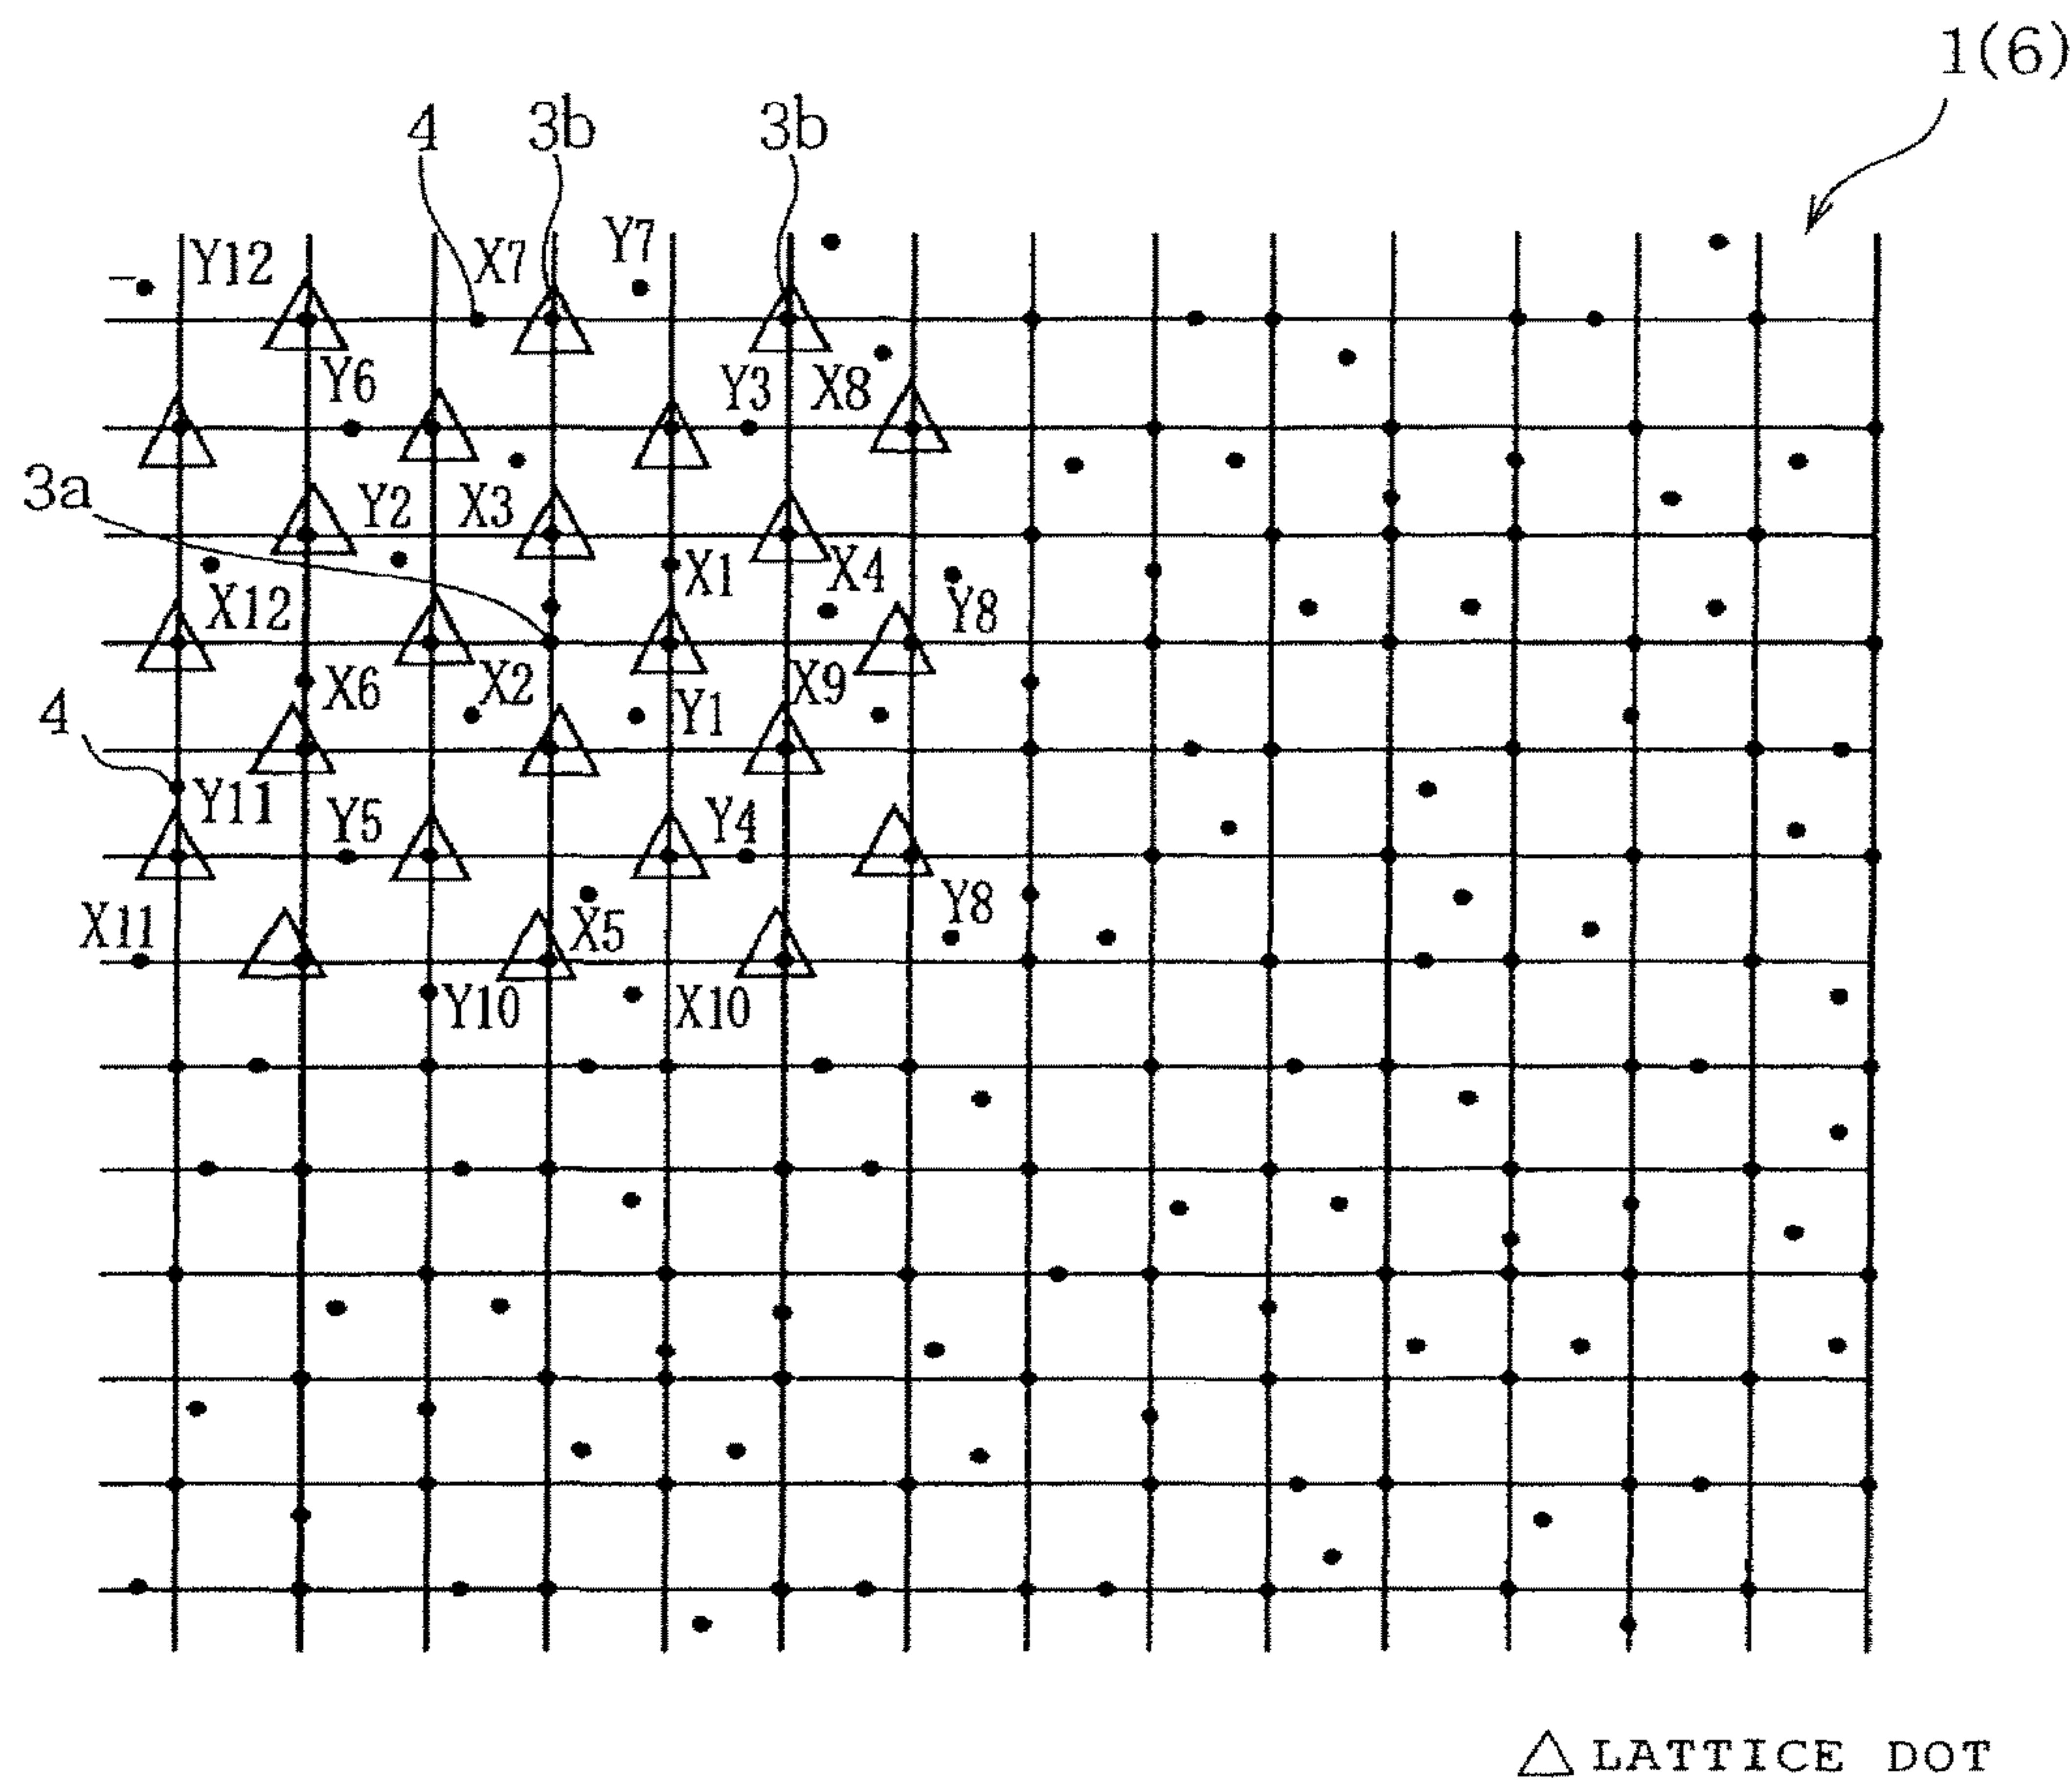 1(6)
4 3b 3b
Y12 X7 Y7
Y6 Y3 X8
3a Y2 X3
X12 X1 X4 Y8
4 X6 X2 Y1 X9
Y11 Y5 Y4
X11 X5 Y8
Y10 X10
△ LATTICE DOT